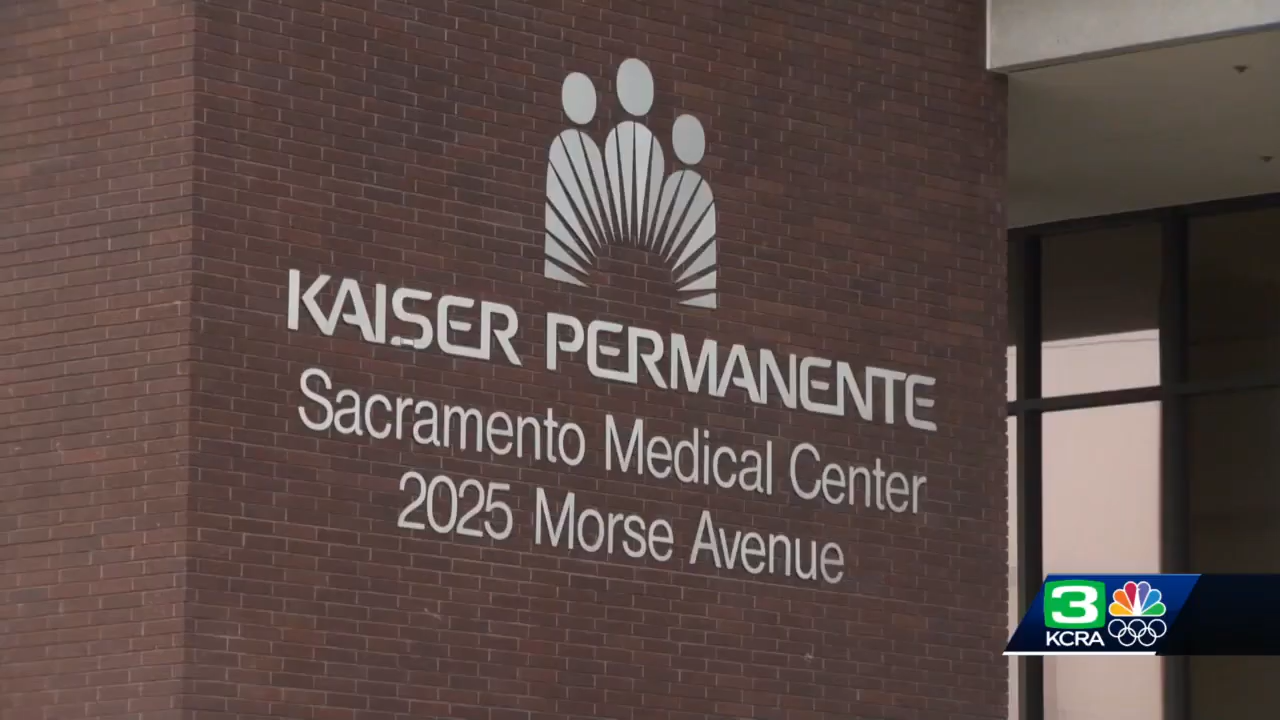 KAISER PERMANENTE
Sacramento Medical Center
2025 Morse Avenue
3
KCRA